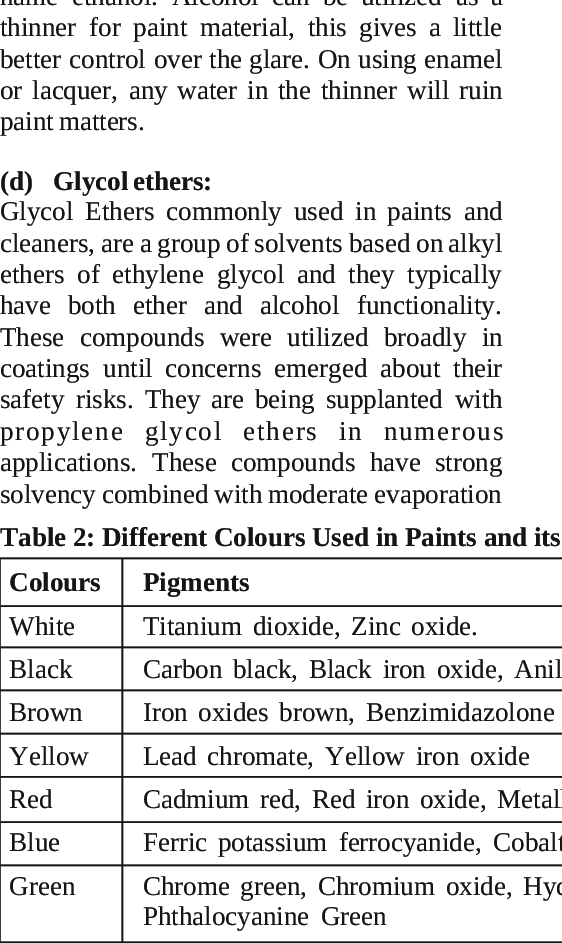 name ethanol. Alcohol can be utilized as a
thinner for paint material, this gives a little
better control over the glare. On using enamel
or lacquer, any water in the thinner will ruin
paint matters.
(d) Glycol ethers:
Glycol Ethers commonly used in paints and
cleaners, are a group of solvents based on alkyl
ethers of ethylene glycol and they typically
have both ether and alcohol functionality.
These compounds were utilized broadly in
coatings until concerns emerged about their
safety risks. They are being supplanted with
propylene glycol ethers in numerous
applications. These compounds have strong
solvency combined with moderate evaporation
Table 2: Different Colours Used in Paints and its
Colours Pigments
White Titanium dioxide, Zinc oxide.
Black Carbon black, Black iron oxide,
Brown Iron oxides brown, Benzimidazolone
Yellow Lead chromate, Yellow iron oxide
Red Cadmium red, Red iron oxide,
Blue Ferric potassium ferrocyanide, Cobalt
Green Chrome green, Chromium oxide,
Phthalocyanine Green